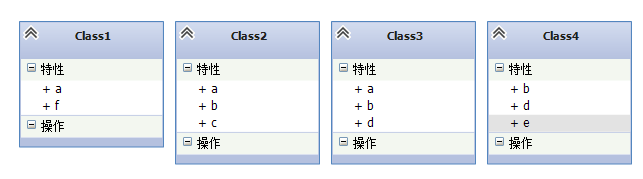 Class1
特性
+ a
+ f
操作
Class2
特性
+ a
+ b
+ c
操作
Class3
特性
+ a
+ b
+ d
操作
Class4
特性
+ b
+ d
+ e
操作